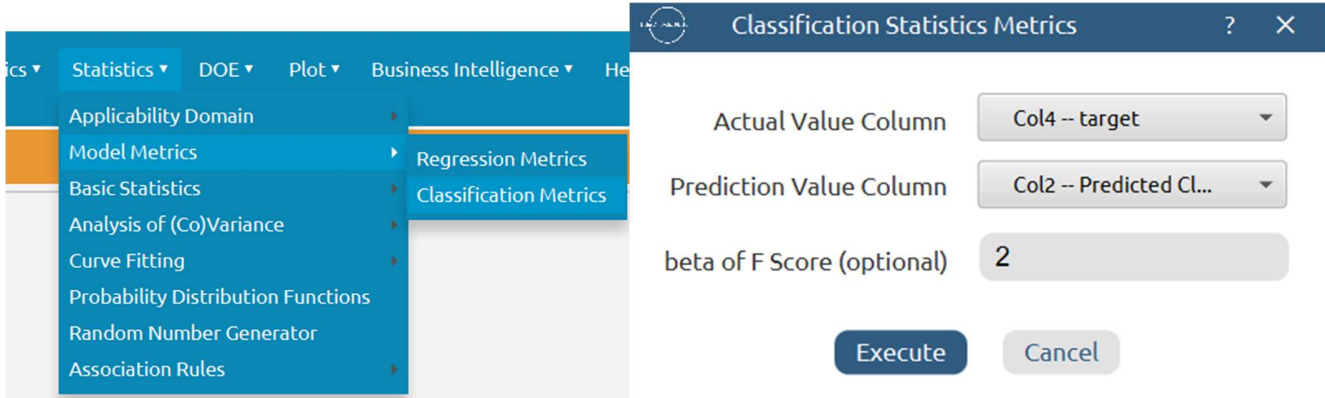 ics ▾ Statistics ▾ DOE ▾ Plot ▾ Business Intelligence ▾ He
Applicability Domain
Model Metrics
Basic Statistics
Analysis of (Co)Variance
Curve Fitting
Probability Distribution Functions
Random Number Generator
Association Rules
Regression Metrics
Classification Metrics
Classification Statistics Metrics ? ×
Actual Value Column Col4 -- target
Prediction Value Column Col2 -- Predicted Cl...
beta of F Score (optional) 2
Execute Cancel